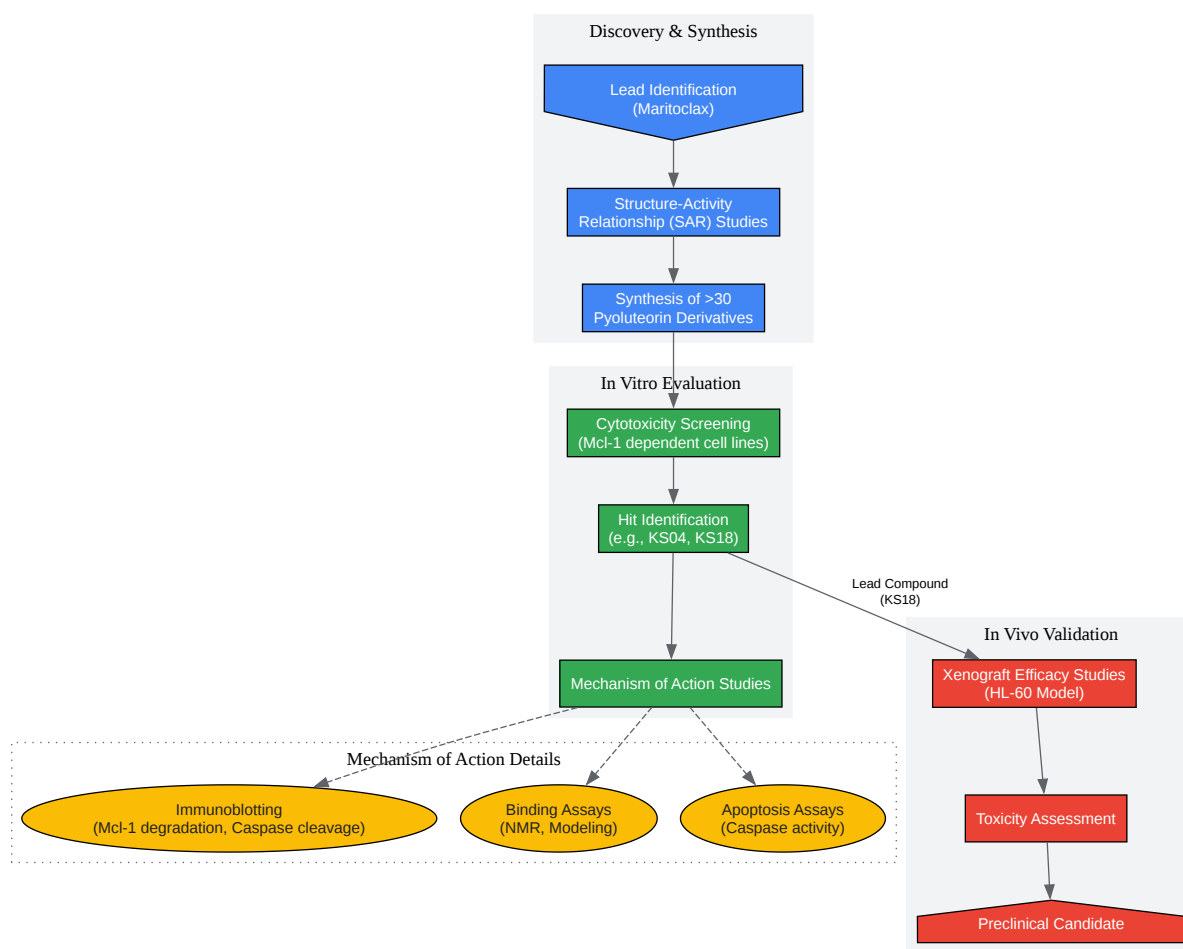 Discovery & Synthesis
Lead Identification
(Maritoclax)
Structure-Activity
Relationship (SAR) Studies
Synthesis of >30
Pyoluteorin Derivatives
In Vitro Evaluation
Cytotoxicity Screening
(Mcl-1 dependent cell lines)
Hit Identification
(e.g., KS04, KS18)
Lead Compound
(KS18)
In Vivo Validation
Xenograft Efficacy Studies
(HL-60 Model)
Mechanism of Action Studies
Mechanism of Action Details
Immunoblotting
(Mcl-1 degradation, Caspase cleavage)
Binding Assays
(NMR, Modeling)
Apoptosis Assays
(Caspase activity)
Toxicity Assessment
Preclinical Candidate